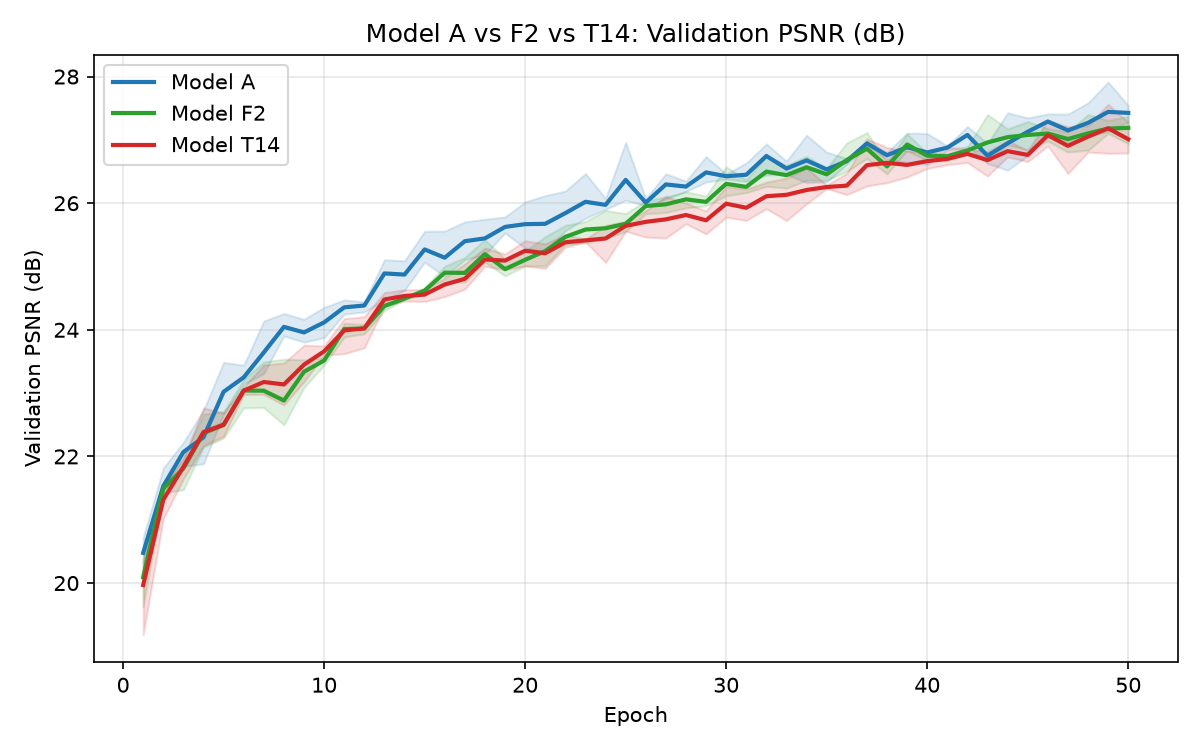 Model A vs F2 vs T14: Validation PSNR (dB)
Model A
Model F2
Model T14
Validation PSNR (dB)
28
26
24
22
20
0 10 20 30 40 50
Epoch